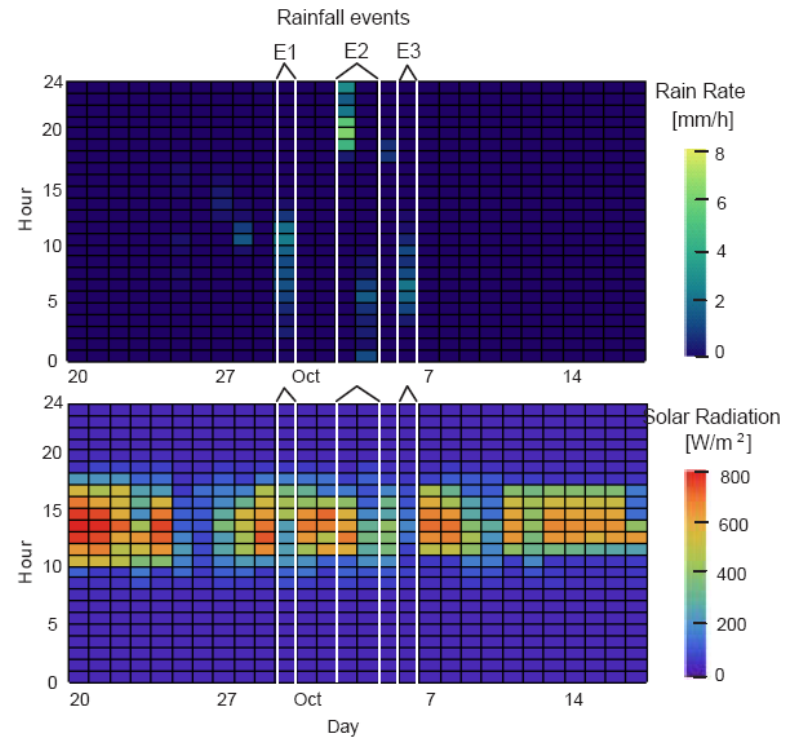 Rainfall events
E1 E2 E3
24
20
15
10
5
0
Hour
20 27 Oct 7 14
Rain Rate
[mm/h]
8
6
4
2
0
24
20
15
10
5
0
Hour
20 27 Oct 7 14
Day
Solar Radiation
[W/m²]
800
600
400
200
0